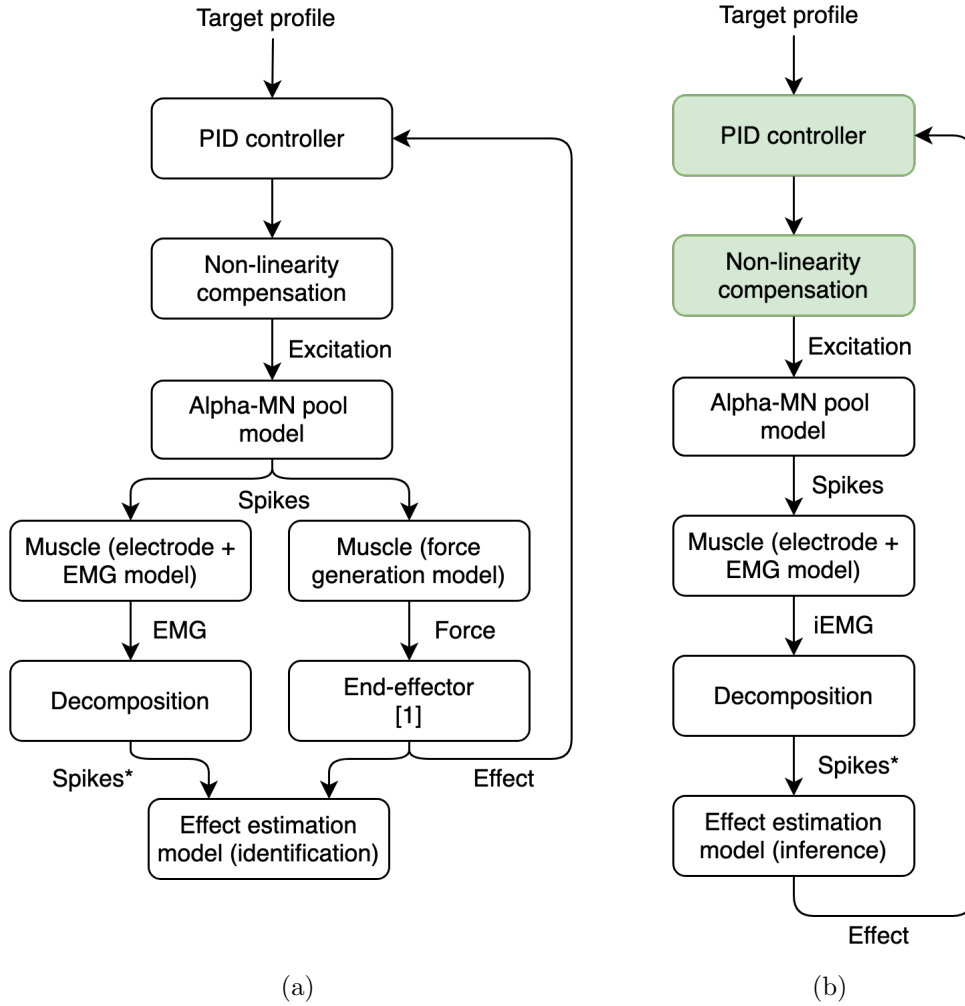 Target profile
PID controller
Non-linearity
compensation
Excitation
Alpha-MN pool
model
Spikes
Muscle (electrode +
EMG model)
Muscle (force
generation model)
EMG
Force
Decomposition
End-effector
[1]
Spikes*
Effect
Effect estimation
model (identification)
(a)
Target profile
PID controller
Non-linearity
compensation
Excitation
Alpha-MN pool
model
Spikes
Muscle (electrode +
EMG model)
iEMG
Decomposition
Spikes*
Effect estimation
model (inference)
Effect
(b)